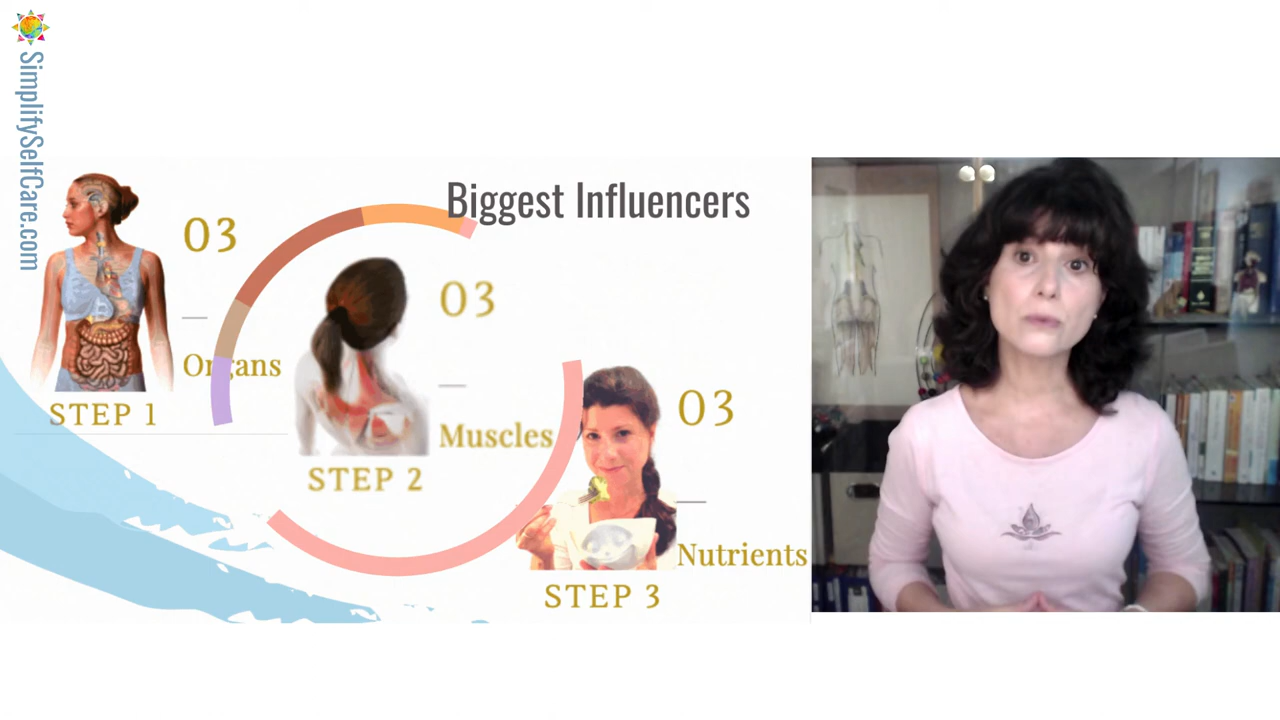 SimplifySelfCare.com
Biggest Influencers
03
Organs
STEP 1
03
Muscles
STEP 2
03
Nutrients
STEP 3